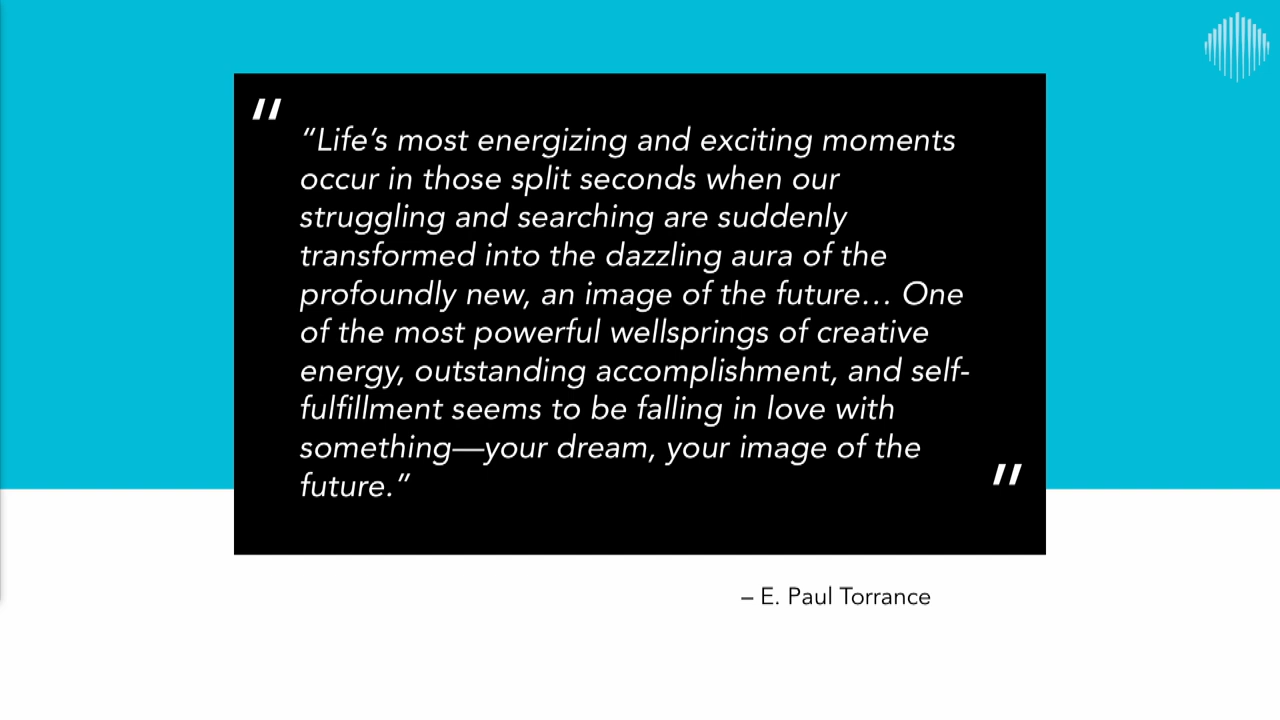 "
“Life’s most energizing and exciting moments
occur in those split seconds when our
struggling and searching are suddenly
transformed into the dazzling aura of the
profoundly new, an image of the future… One
of the most powerful wellsprings of creative
energy, outstanding accomplishment, and self-
fulfillment seems to be falling in love with
something—your dream, your image of the
future.”
"
– E. Paul Torrance